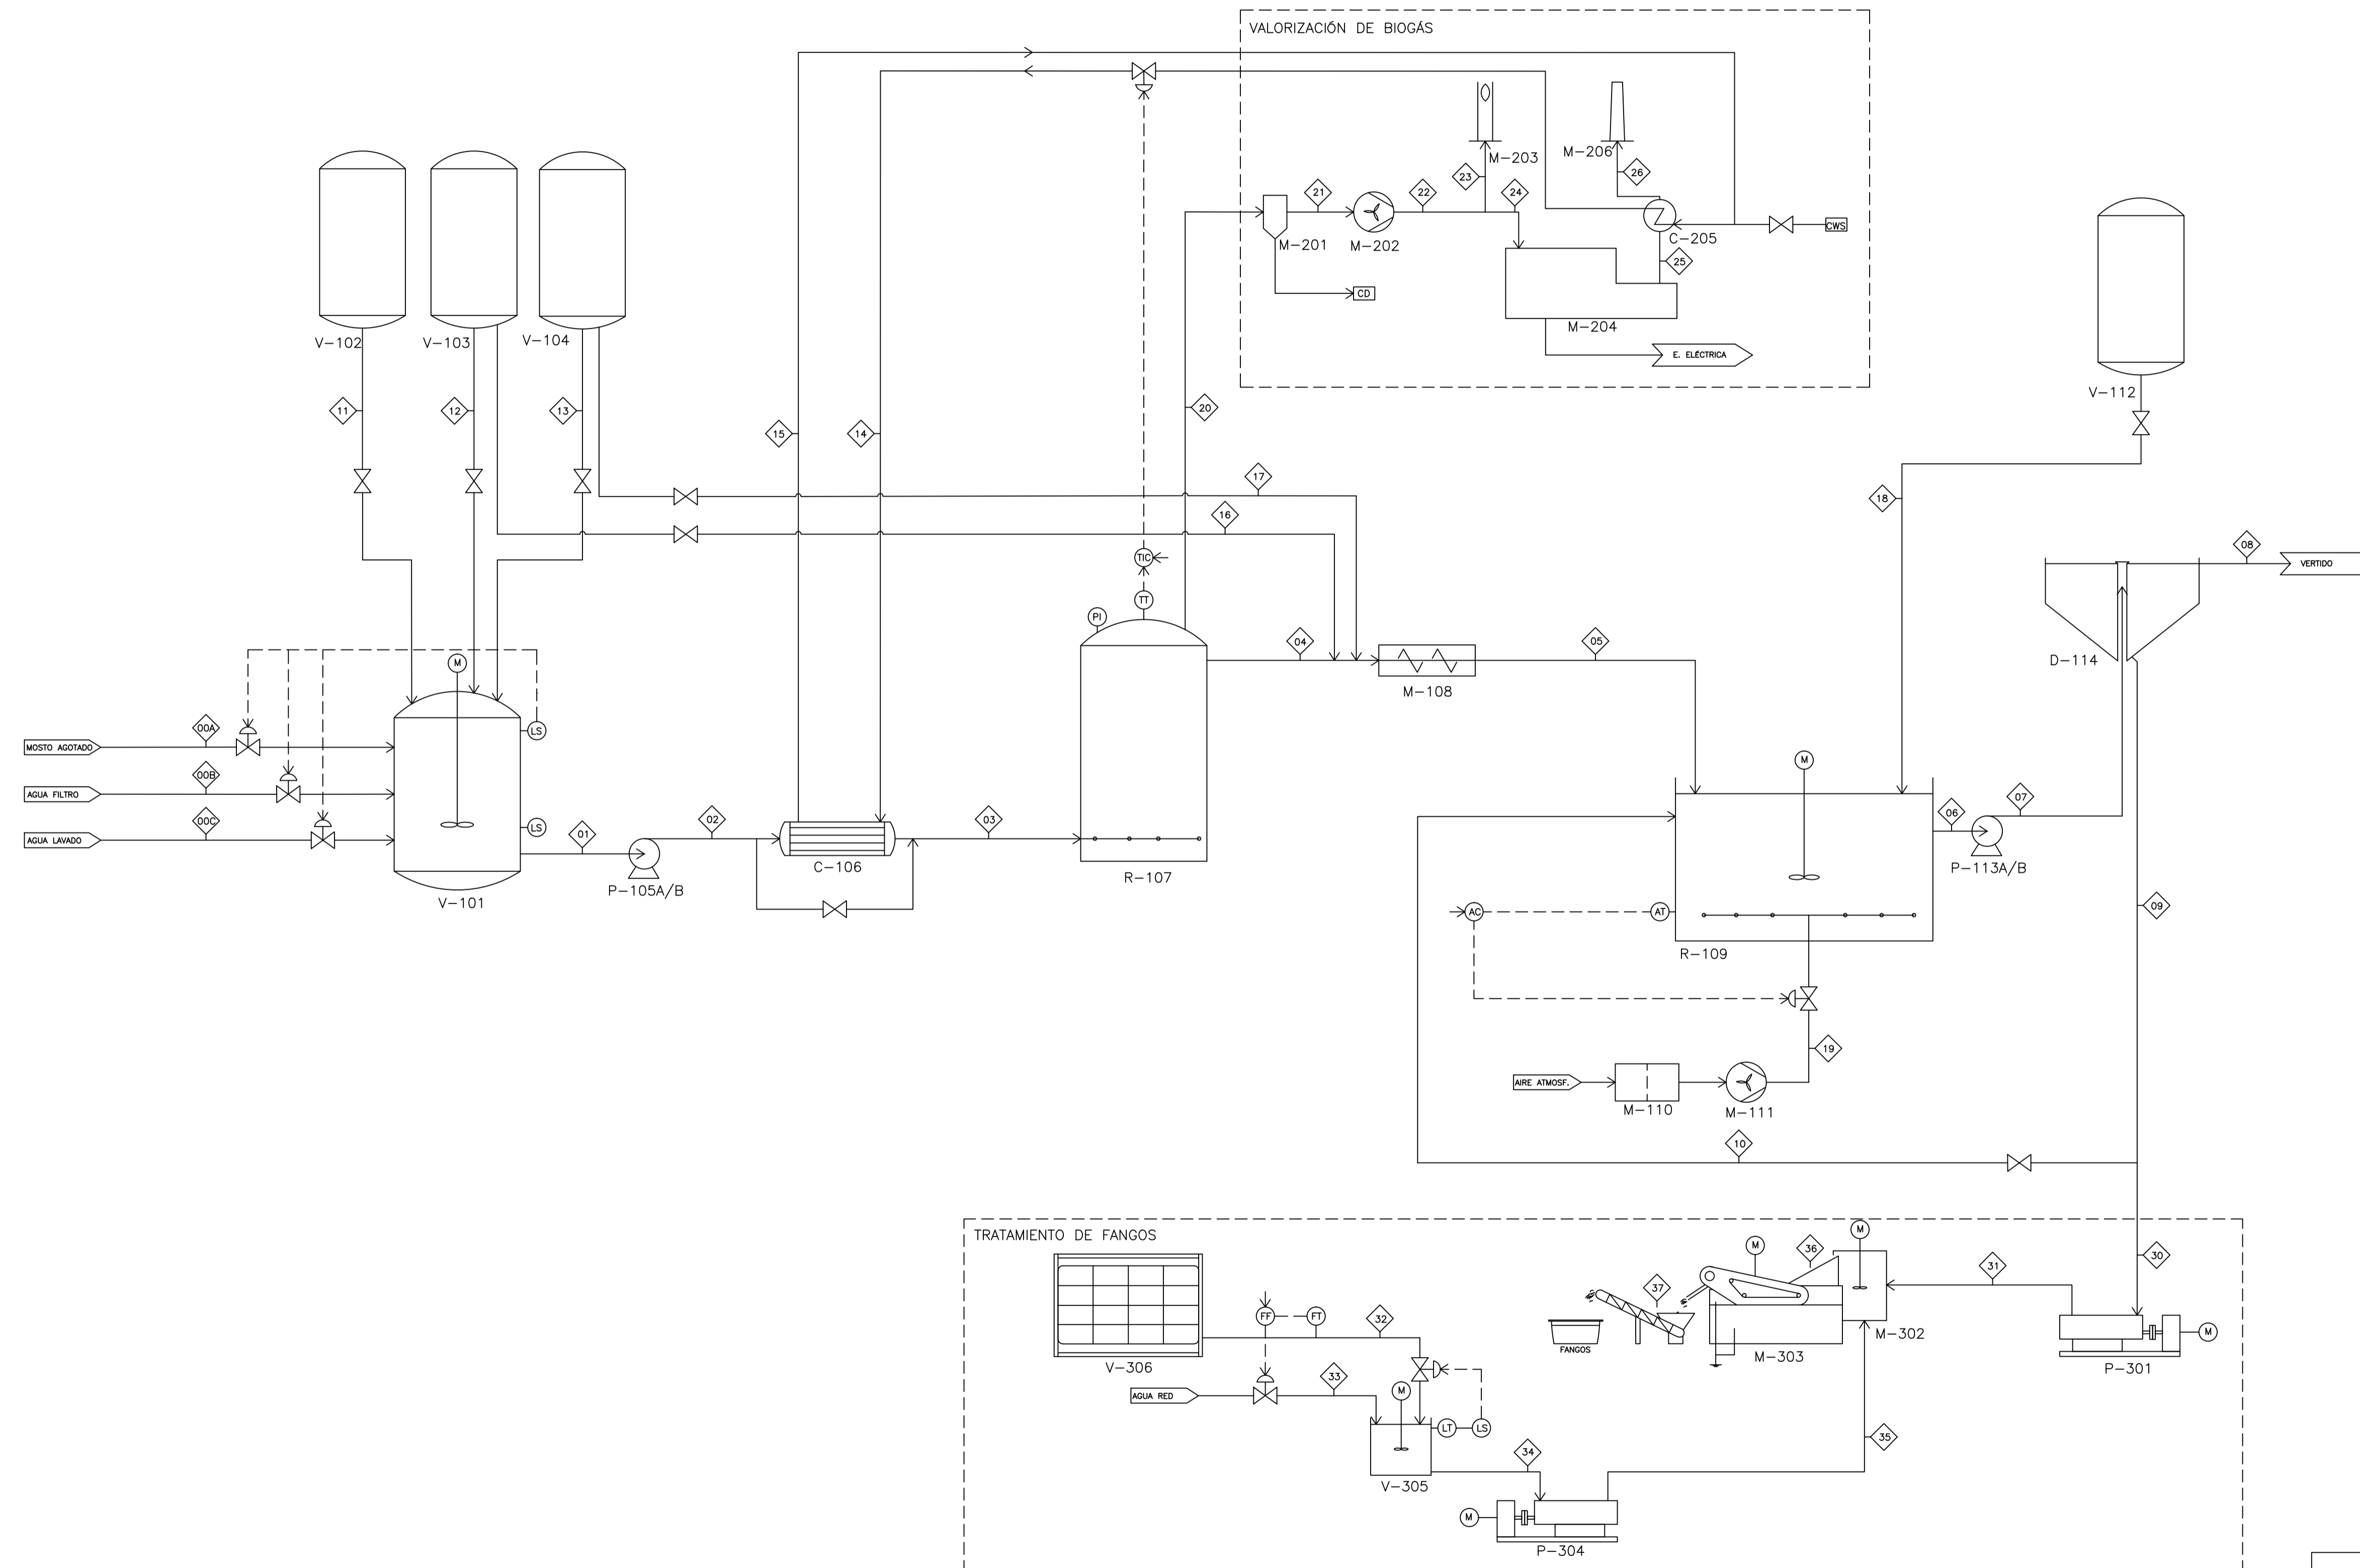 VALORIZACIÓN DE BIOGÁS
M-203
M-206
23
26
21
22
24
M-201
M-202
C-205
CWS
25
CD
M-204
E. ELÉCTRICA
V-102
V-103
V-104
V-112
11
12
13
15
14
20
17
16
18
TIC
TT
PI
08
VERTIDO
D-114
04
05
M-108
M
00A
MOSTO AGOTADO
LS
00B
AGUA FILTRO
00C
AGUA LAVADO
LS
01
02
03
P-105A/B
C-106
R-107
V-101
M
06
07
P-113A/B
09
AC
AT
R-109
19
AIRE ATMOSF.
M-110
M-111
10
TRATAMIENTO DE FANGOS
M
M
36
31
30
37
FF
FT
32
FANGOS
M-303
M-302
M
P-301
V-306
AGUA RED
33
M
LT
LS
34
35
V-305
M
P-304